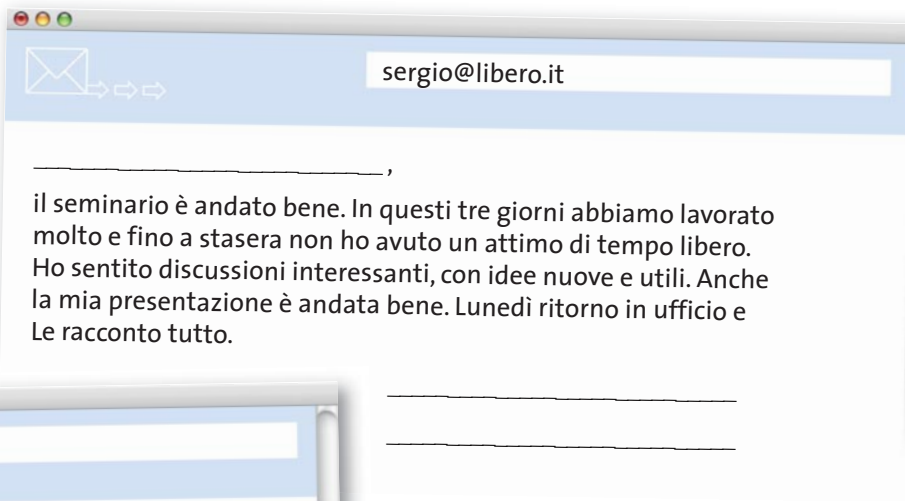 sergio@libero.it
,
il seminario è andato bene. In questi tre giorni abbiamo lavorato
molto e fino a stasera non ho avuto un attimo di tempo libero.
Ho sentito discussioni interessanti, con idee nuove e utili. Anche
la mia presentazione è andata bene. Lunedì ritorno in ufficio e
Le racconto tutto.